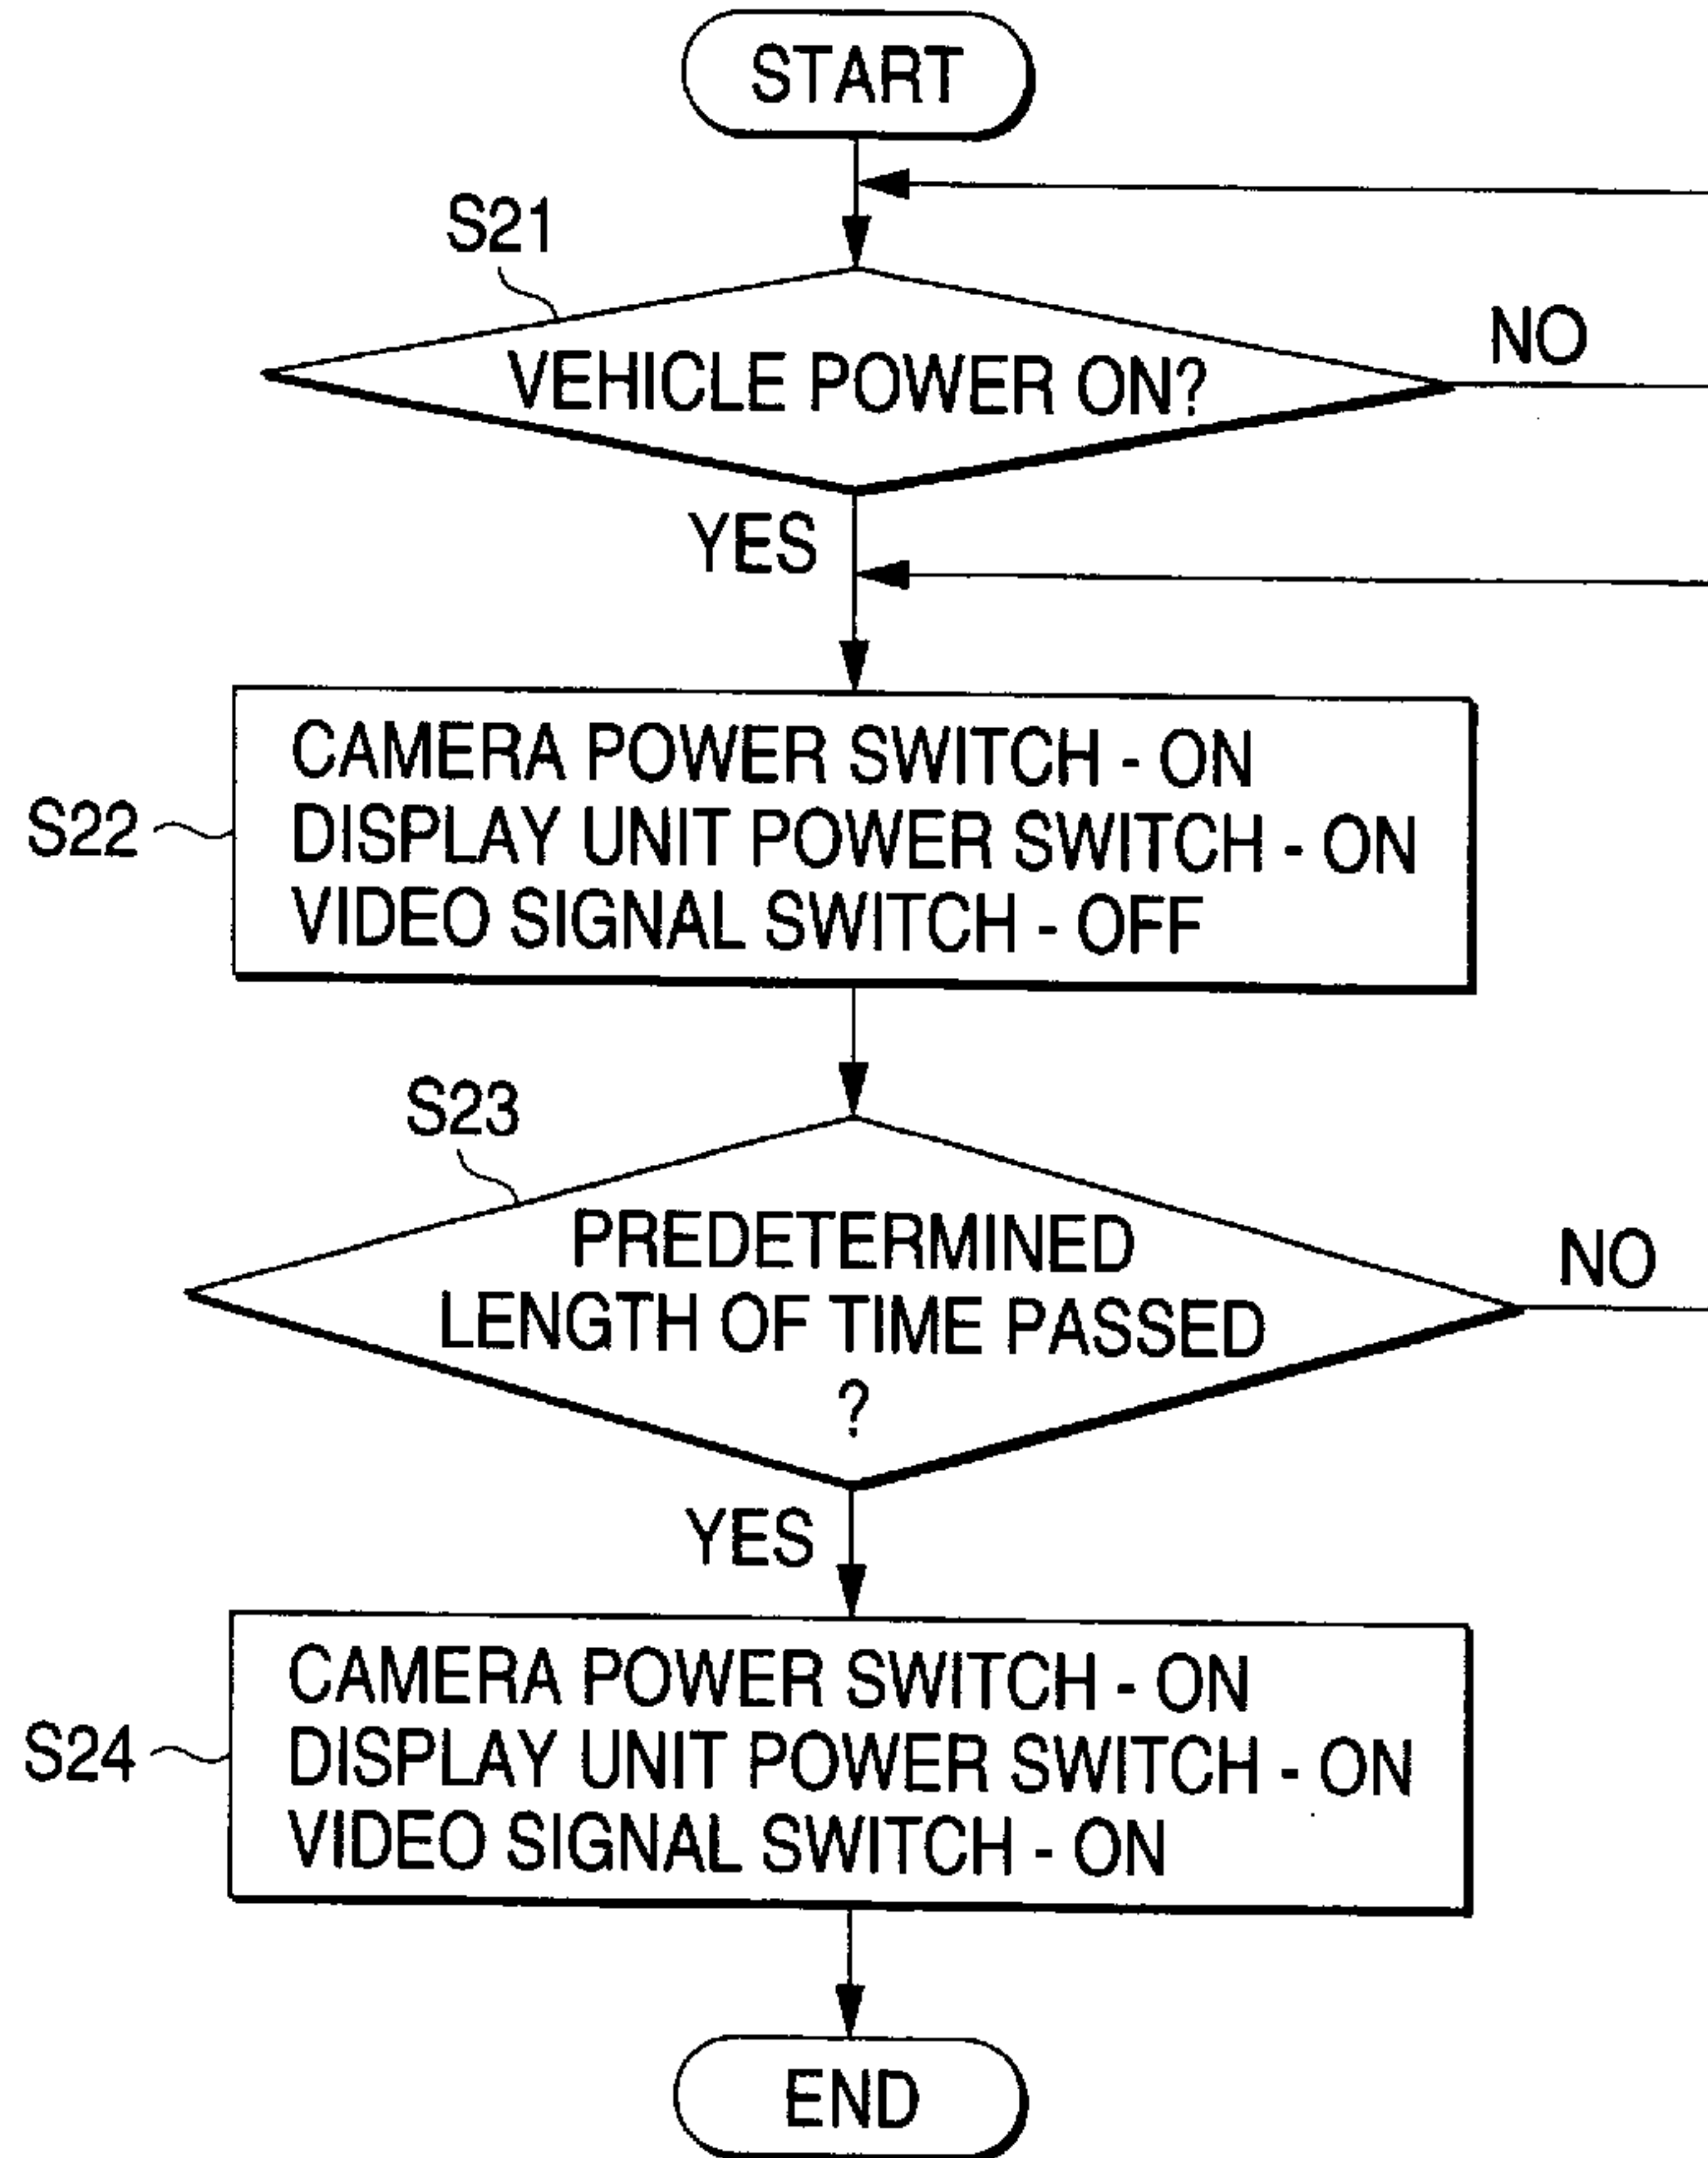 START
S21
VEHICLE POWER ON?
NO
YES
CAMERA POWER SWITCH - ON
DISPLAY UNIT POWER SWITCH - ON
VIDEO SIGNAL SWITCH - OFF
S22
S23
PREDETERMINED
LENGTH OF TIME PASSED
?
NO
YES
CAMERA POWER SWITCH - ON
DISPLAY UNIT POWER SWITCH - ON
VIDEO SIGNAL SWITCH - ON
S24
END